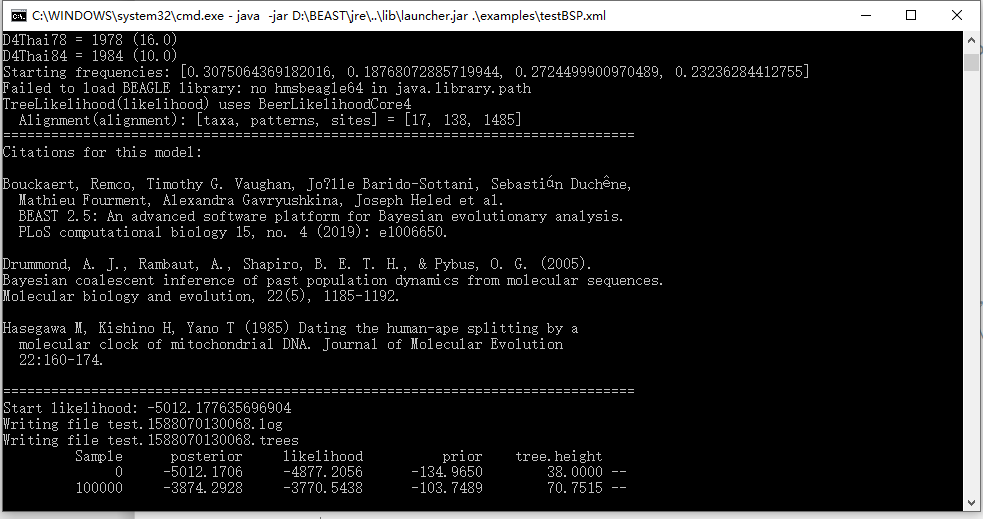 C:\WINDOWS\system32\cmd.exe - java  -jar D:\BEAST\jre\..\lib\launcher.jar .\examples\testBSP.xml
D4Thai78 = 1978 (16.0)
D4Thai84 = 1984 (10.0)
Starting frequencies: [0.3075064369182016, 0.18768072885719944, 0.2724499900970489, 0.23236284412755]
Failed to load BEAGLE library: no hmsbeagle64 in java.library.path
TreeLikelihood(likelihood) uses BeerLikelihoodCore4
  Alignment(alignment): [taxa, patterns, sites] = [17, 138, 1485]
===============================================================================
Citations for this model:
Bouckaert, Remco, Timothy G. Vaughan, Jo?lle Barido-Sottani, Sebastián Duchêne,
  Mathieu Fourment, Alexandra Gavryushkina, Joseph Heled et al.
  BEAST 2.5: An advanced software platform for Bayesian evolutionary analysis.
  PLoS computational biology 15, no. 4 (2019): e1006650.
Drummond, A. J., Rambaut, A., Shapiro, B. E. T. H., & Pybus, O. G. (2005).
Bayesian coalescent inference of past population dynamics from molecular sequences.
Molecular biology and evolution, 22(5), 1185-1192.
Hasegawa M, Kishino H, Yano T (1985) Dating the human-ape splitting by a
  molecular clock of mitochondrial DNA. Journal of Molecular Evolution
  22:160-174.
===============================================================================
Start likelihood: -5012.177635696904
Writing file test.1588070130068.log
Writing file test.1588070130068.trees
         Sample      posterior     likelihood          prior    tree.height
              0     -5012.1706     -4877.2056      -134.9650        38.0000 --
         100000     -3874.2928     -3770.5438      -103.7489        70.7515 --